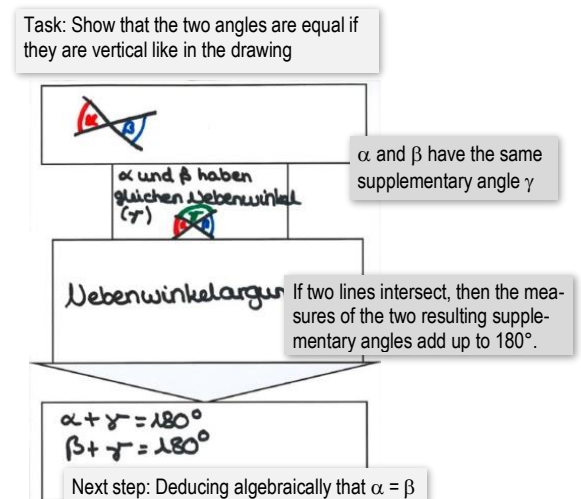 Task: Show that the two angles are equal if
they are vertical like in the drawing
α β
α und β haben
gleichen Nebenwinkel
(γ) α γ β
α and β have the same
supplementary angle γ
Nebenwinkelargu
If two lines intersect, then the mea-
sures of the two resulting supple-
mentary angles add up to 180°.
α + γ = 180°
β + γ = 180°
Next step: Deducing algebraically that α = β